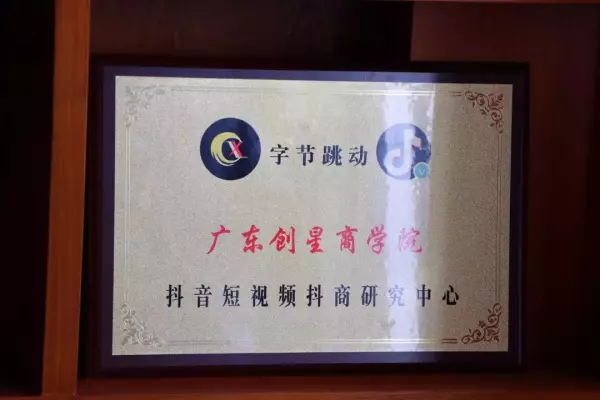 X 字节跳动
广东创星商学院
抖音短视频抖商研究中心